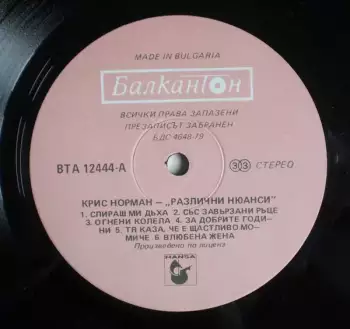 MADE IN BULGARIA
Балкантон
ВСИЧКИ ПРАВА ЗАПАЗЕНИ
ПРЕЗАПИСЪТ ЗАБРАНЕН
БДС 4848-79
ВТА 12444-А
33 СТЕРЕО
КРИС НОРМАН – „РАЗЛИЧНИ НЮАНСИ"
1. СПИРАШ МИ ДЪХА 2. СЪС ЗАВЪРЗАНИ РЪЦЕ
3. ОГНЕНИ КОЛЕЛА 4. ЗА ДОБРИТЕ ГОДИ-
НИ 5. ТЯ КАЗА, ЧЕ Е ЩАСТЛИВО МО-
МИЧЕ 6. ВЛЮБЕНА ЖЕНА
Произведено по лиценз
HANSA